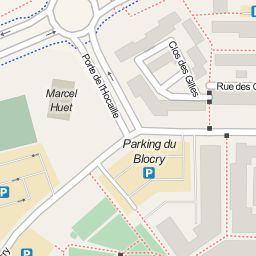 Porte de l'Hocaille
Clos des Gilles
Marcel
Huet
Rue des
Parking du
Blocry
P
P
P